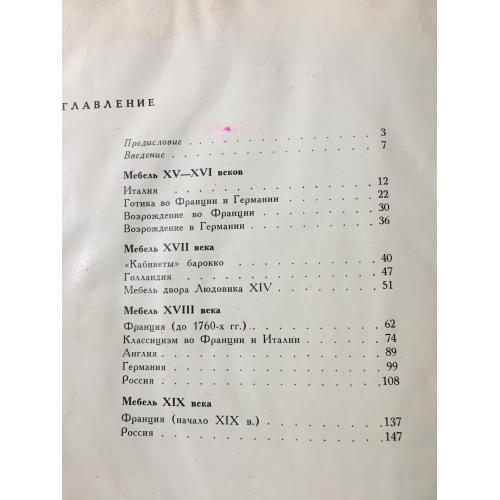 ГЛАВЛЕНИЕ
Предисловие . . . . . . . . . . . . . . 3
Введение . . . . . . . . . . . . . . . 7
Мебель XV—XVI веков
Италия . . . . . . . . . . . . . . . 12
Готика во Франции и Германии . . . . . . . 22
Возрождение во Франции . . . . . . . . . 30
Возрождение в Германии . . . . . . . . . 36
Мебель XVII века
«Кабинеты» барокко . . . . . . . . . . 40
Голландия . . . . . . . . . . . . . . 47
Мебель двора Людовика XIV . . . . . . . . 51
Мебель XVIII века
Франция (до 1760-х гг.) . . . . . . . . . 62
Классицизм во Франции и Италии . . . . . . 74
Англия . . . . . . . . . . . . . . . 89
Германия . . . . . . . . . . . . . . 99
Россия . . . . . . . . . . . . . . . 108
Мебель XIX века
Франция (начало XIX в.) . . . . . . . . . 137
Россия . . . . . . . . . . . . . . . 147